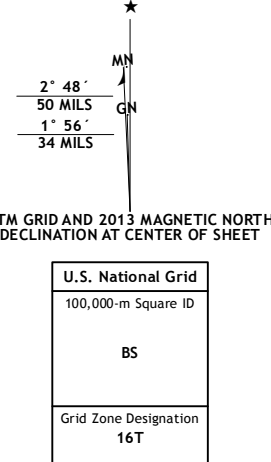 MN
GN
2° 48´
50 MILS
1° 56´
34 MILS
TM GRID AND 2013 MAGNETIC NORTH
DECLINATION AT CENTER OF SHEET
U.S. National Grid
100,000-m Square ID
BS
Grid Zone Designation
16T